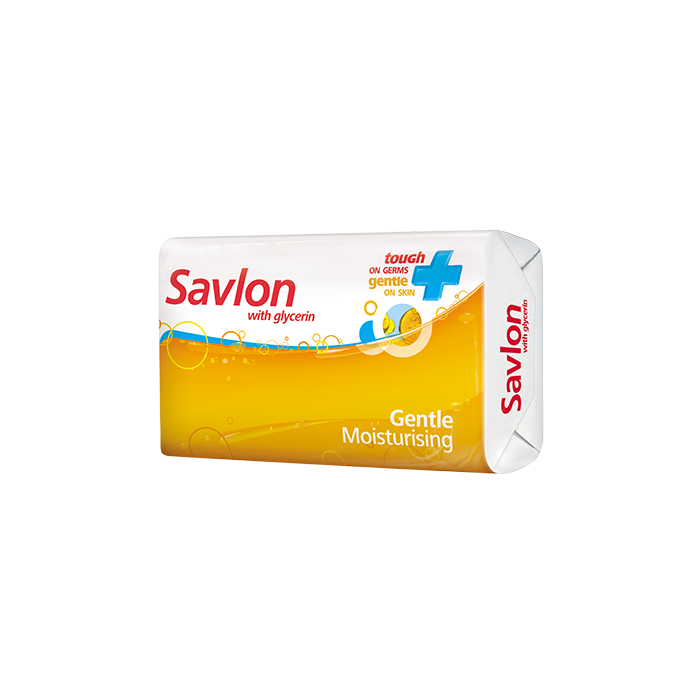 Savlon
with glycerin
tough
ON GERMS
gentle
ON SKIN
Gentle
Moisturising
Savlon
with glycerin